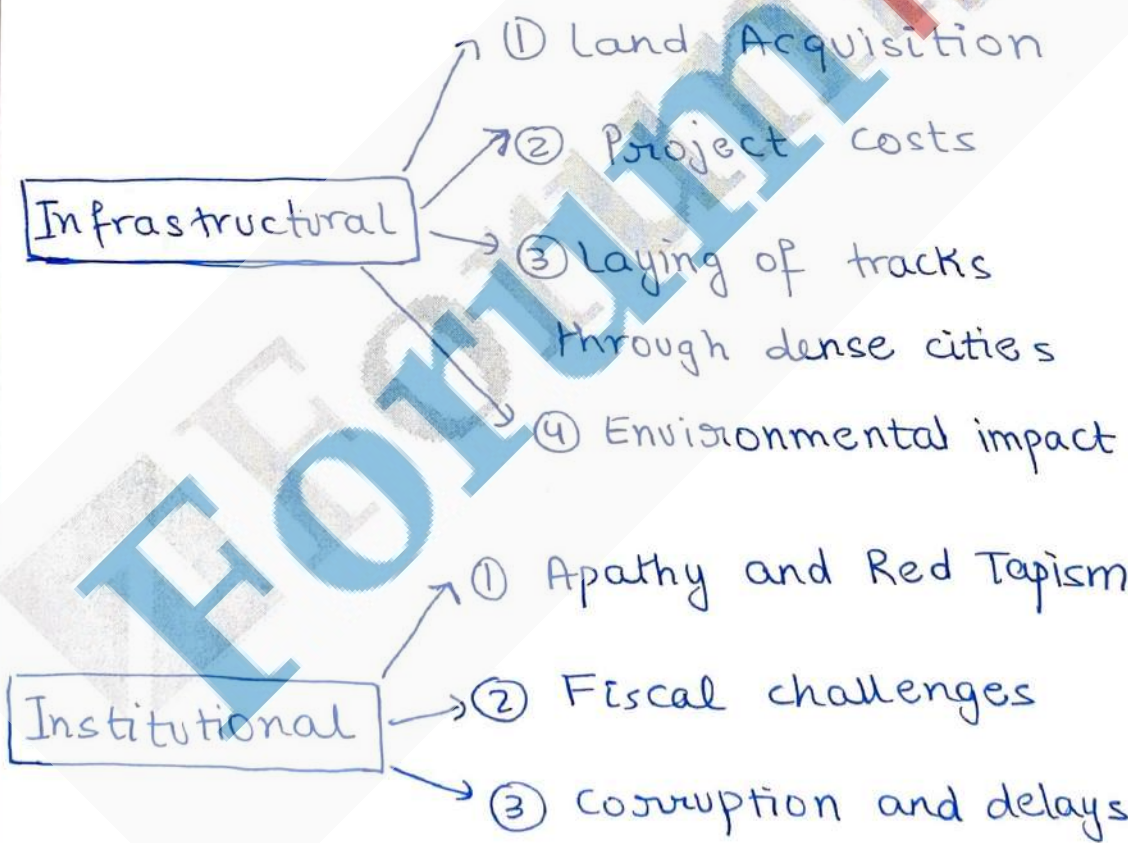 ① Land Acquisition
② Project costs
Infrastructural
③ Laying of tracks
through dense cities
④ Environmental impact
① Apathy and Red Tapism
② Fiscal challenges
Institutional
③ Corruption and delays
Forum